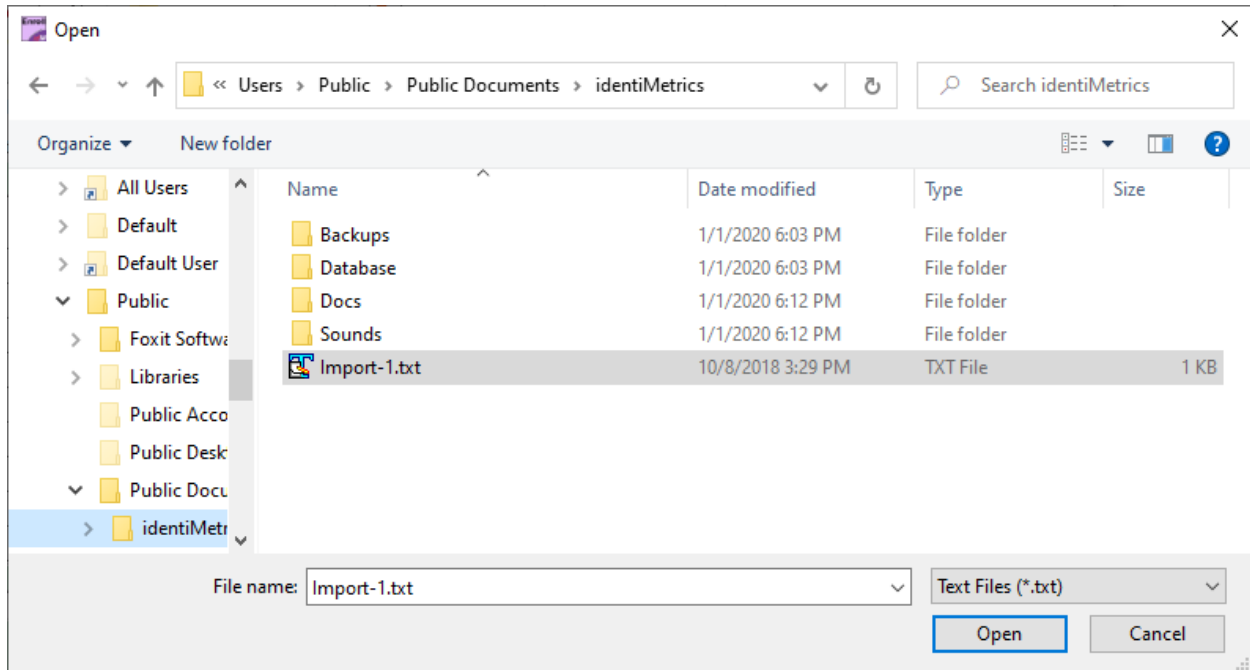 Enroll
Open
« Users > Public > Public Documents > identiMetrics
Search identiMetrics
Organize
New folder
?
Name
Date modified
Type
Size
All Users
Default
Default User
Public
Foxit Softwa
Libraries
Public Acco
Public Desk
Public Docu
identiMetr
Backups 1/1/2020 6:03 PM File folder
Database 1/1/2020 6:03 PM File folder
Docs 1/1/2020 6:12 PM File folder
Sounds 1/1/2020 6:12 PM File folder
Import-1.txt 10/8/2018 3:29 PM TXT File 1 KB
File name: Import-1.txt
Text Files (*.txt)
Open
Cancel